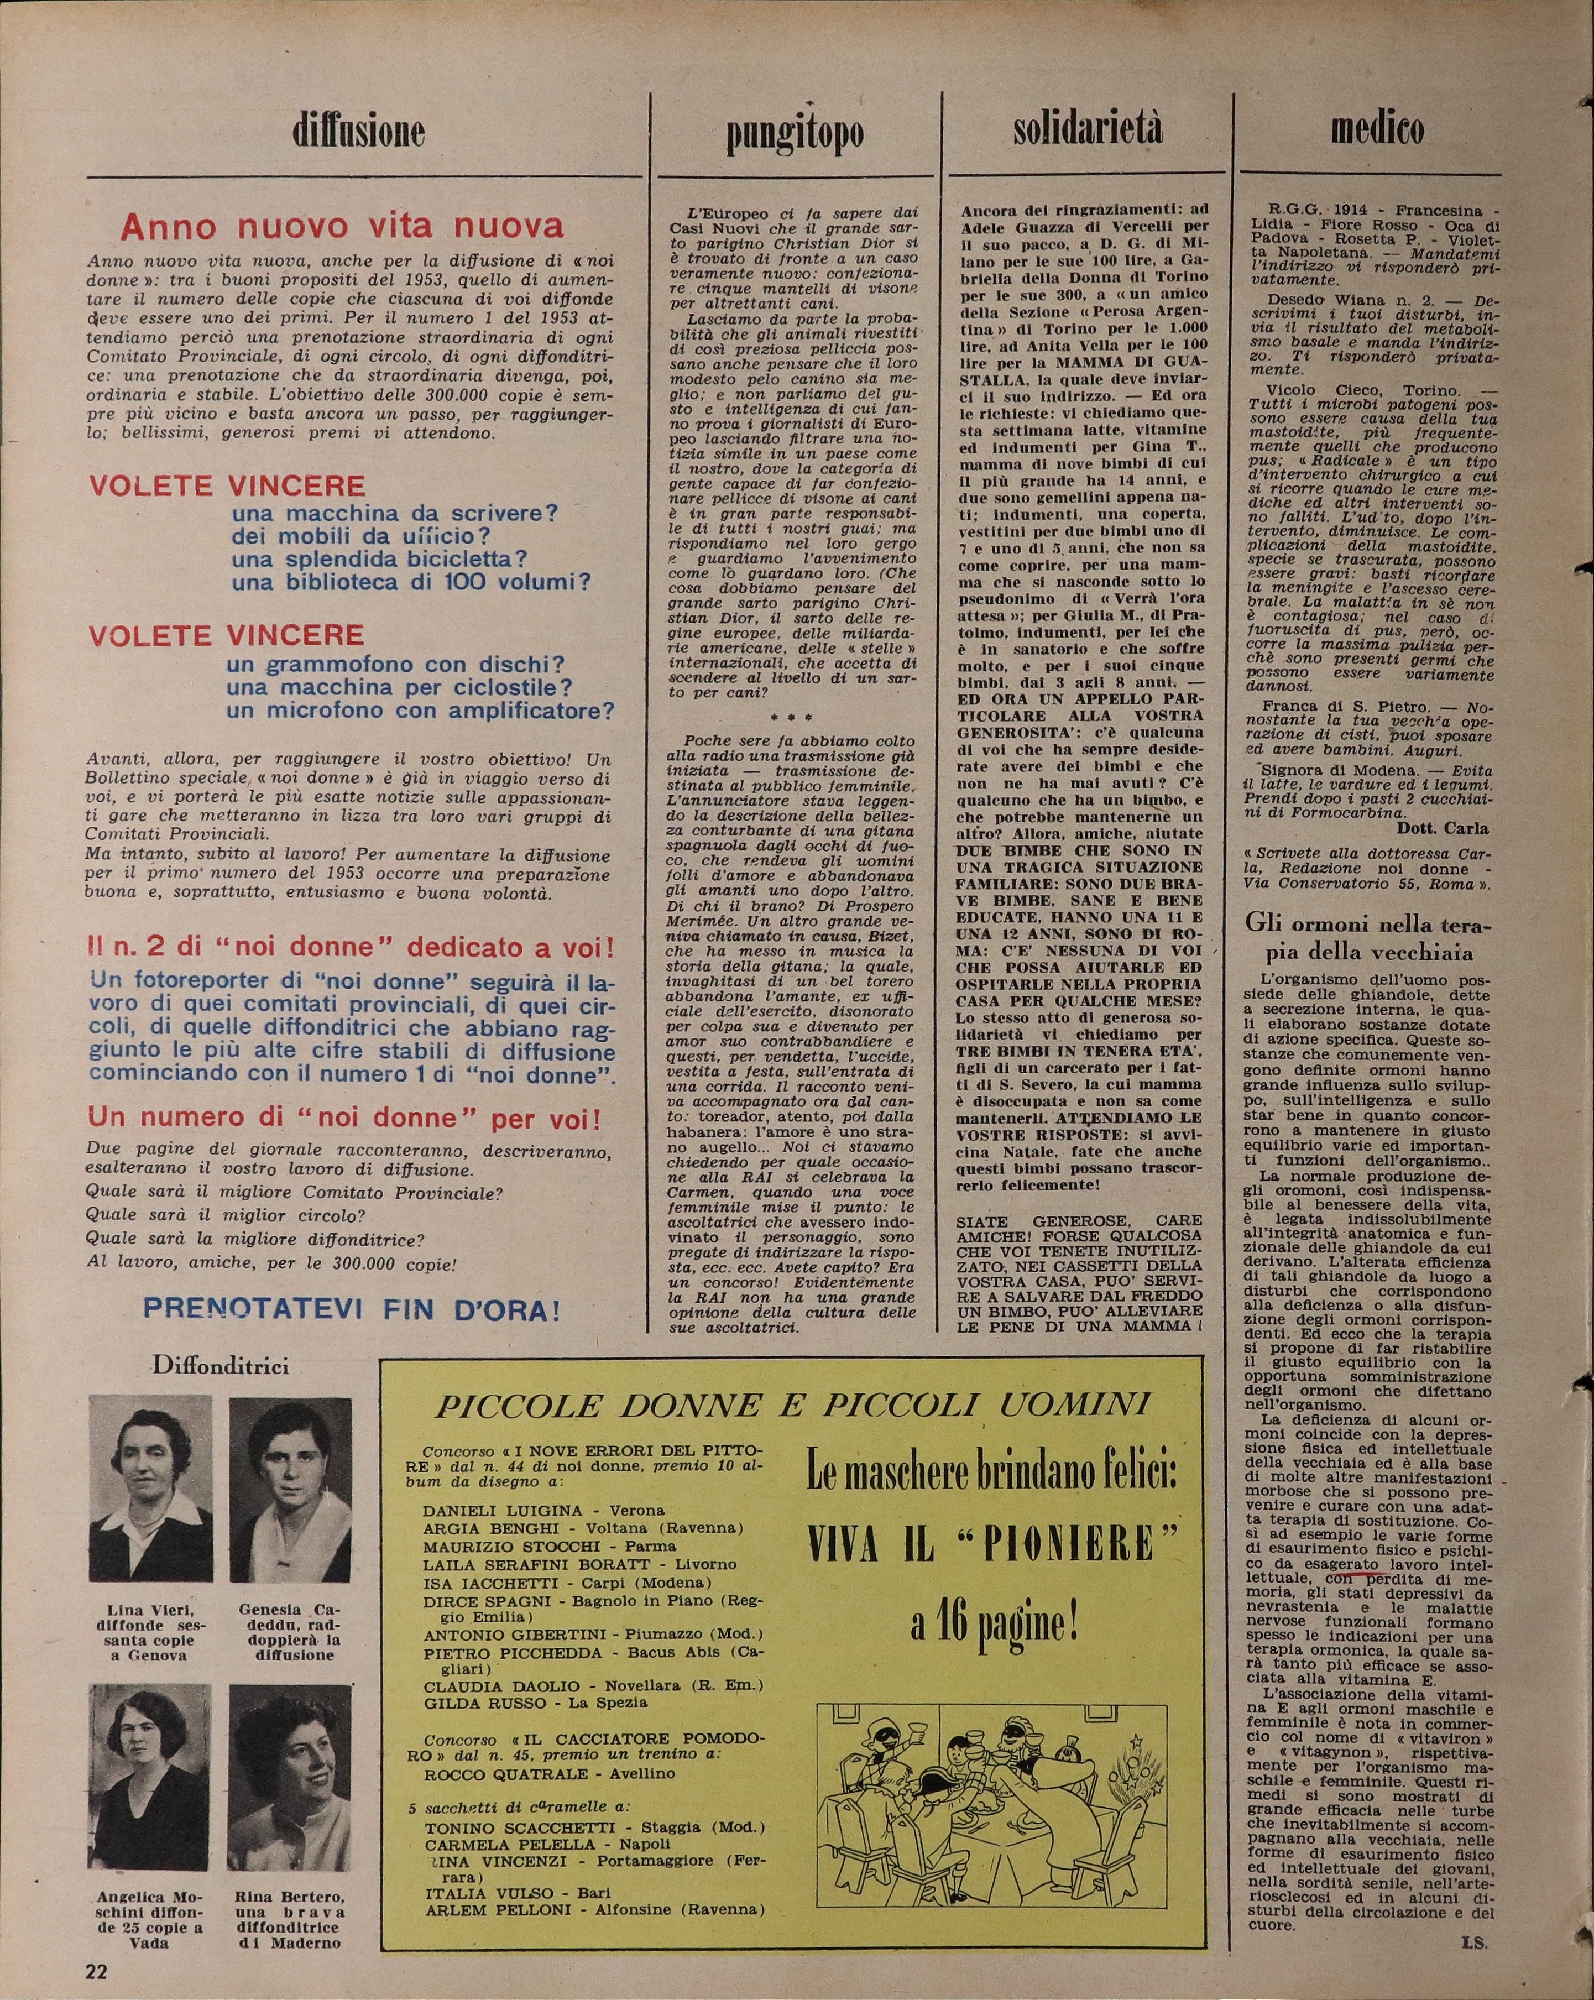 diffusione
Anno nuovo vita nuova
Anno nuovo vita nuova, anche per la diffusione di « noi
donne »: tra i buoni propositi del 1953, quello di aumen-
tare il numero delle copie che ciascuna di voi diffonde
deve essere uno dei primi. Per il numero 1 del 1953 at-
tendiamo perciò una prenotazione straordinaria di ogni
Comitato Provinciale, di ogni circolo, di ogni diffonditri-
ce: una prenotazione che da straordinaria divenga, poi,
ordinaria e stabile. L'obiettivo delle 300.000 copie è sem-
pre più vicino e basta ancora un passo, per raggiunger-
lo; bellissimi, generosi premi vi attendono.
VOLETE VINCERE
una macchina da scrivere?
dei mobili da ufficio?
una splendida bicicletta?
una biblioteca di 100 volumi?
VOLETE VINCERE
un grammofono con dischi?
una macchina per ciclostile?
un microfono con amplificatore?
Avanti, allora, per raggiungere il vostro obiettivo! Un
Bollettino speciale, « noi donne » è già in viaggio verso di
voi, e vi porterà le più esatte notizie sulle appassionan-
ti gare che metteranno in lizza tra loro vari gruppi di
Comitati Provinciali.
Ma intanto, subito al lavoro! Per aumentare la diffusione
per il primo numero del 1953 occorre una preparazione
buona e, soprattutto, entusiasmo e buona volontà.
Il n. 2 di “noi donne” dedicato a voi!
Un fotoreporter di “noi donne” seguirà il la-
voro di quei comitati provinciali, di quei cir-
coli, di quelle diffonditrici che abbiano rag-
giunto le più alte cifre stabili di diffusione
cominciando con il numero 1 di “noi donne”.
Un numero di “noi donne” per voi!
Due pagine del giornale racconteranno, descriveranno,
esalteranno il vostro lavoro di diffusione.
Quale sarà il migliore Comitato Provinciale?
Quale sarà il miglior circolo?
Quale sarà la migliore diffonditrice?
Al lavoro, amiche, per le 300.000 copie!
PRENOTATEVI FIN D'ORA!
Diffonditrici
Lina Vieri,
diffonde ses-
santa copie
a Genova
Genesia Ca-
deddu, rad-
doppierà la
diffusione
Angelica Mo-
schini diffon-
de 25 copie a
Vada
Rina Bertero,
una brava
diffonditrice
di Maderno
22
pungitopo
L'Europeo ci fa sapere dai
Casi Nuovi che il grande sar-
to parigino Christian Dior si
è trovato di fronte a un caso
veramente nuovo: confeziona-
re cinque mantelli di visone
per altrettanti cani.
Lasciamo da parte la proba-
bilità che gli animali rivestiti
di così preziosa pelliccia pos-
sano anche pensare che il loro
modesto pelo canino sia me-
glio; e non parliamo del gu-
sto e intelligenza di cui fan-
no prova i giornalisti di Euro-
peo lasciando filtrare una no-
tizia simile in un paese come
il nostro, dove la categoria di
gente capace di far confezio-
nare pellicce di visone ai cani
è in gran parte responsabi-
le di tutti i nostri guai; ma
rispondiamo nel loro gergo
e guardiamo l'avvenimento
come lo guardano loro. (Che
cosa dobbiamo pensare del
grande sarto parigino Chri-
stian Dior, il sarto delle re-
gine europee, delle miliarda-
rie americane, delle « stelle »
internazionali, che accetta di
scendere al livello di un sar-
to per cani?
* * *
Poche sere fa abbiamo colto
alla radio una trasmissione già
iniziata — trasmissione de-
stinata al pubblico femminile.
L'annunciatore stava leggen-
do la descrizione della bellez-
za conturbante di una gitana
spagnuola dagli occhi di fuo-
co, che rendeva gli uomini
folli d'amore e abbandonava
gli amanti uno dopo l'altro.
Di chi il brano? Di Prospero
Merimée. Un altro grande ve-
niva chiamato in causa, Bizet,
che ha messo in musica la
storia della gitana; la quale,
invaghitasi di un bel torero
abbandona l'amante, ex uffi-
ciale dell'esercito, disonorato
per colpa sua e divenuto per
amor suo contrabbandiere e
questi, per vendetta, l'uccide,
vestita a festa, sull'entrata di
una corrida. Il racconto veni-
va accompagnato ora dal can-
to: toreador, atento, poi dalla
habanera: l'amore è uno stra-
no augello... Noi ci stavamo
chiedendo per quale occasio-
ne alla RAI si celebrava la
Carmen, quando una voce
femminile mise il punto: le
ascoltatrici che avessero indo-
vinato il personaggio, sono
pregate di indirizzare la rispo-
sta, ecc. ecc. Avete capito? Era
un concorso! Evidentemente
la RAI non ha una grande
opinione della cultura delle
sue ascoltatrici.
solidarietà
Ancora dei ringraziamenti: ad
Adele Guazza di Vercelli per
il suo pacco, a D. G. di Mi-
lano per le sue 100 lire, a Ga-
briella della Donna di Torino
per le sue 300, a « un amico
della Sezione « Perosa Argen-
tina » di Torino per le 1.000
lire, ad Anita Vella per le 100
lire per la MAMMA DI GUA-
STALLA, la quale deve inviar-
ci il suo indirizzo. — Ed ora
le richieste: vi chiediamo que-
sta settimana latte, vitamine
ed indumenti per Gina T.,
mamma di nove bimbi di cui
il più grande ha 14 anni, e
due sono gemellini appena na-
ti; indumenti, una coperta,
vestitini per due bimbi uno di
7 e uno di 5 anni, che non sa
come coprire, per una mam-
ma che si nasconde sotto lo
pseudonimo di « Verrà l'ora
attesa »; per Giulia M., di Pra-
tolmo, indumenti, per lei che
è in sanatorio e che soffre
molto, e per i suoi cinque
bimbi, dai 3 agli 8 anni. —
ED ORA UN APPELLO PAR-
TICOLARE ALLA VOSTRA
GENEROSITA': c'è qualcuna
di voi che ha sempre deside-
rate avere dei bimbi e che
non ne ha mai avuti? C'è
qualcuno che ha un bimbo, e
che potrebbe mantenerne un
altro? Allora, amiche, aiutate
DUE BIMBE CHE SONO IN
UNA TRAGICA SITUAZIONE
FAMILIARE: SONO DUE BRA-
VE BIMBE, SANE E BENE
EDUCATE, HANNO UNA 11 E
UNA 12 ANNI, SONO DI RO-
MA: C'E' NESSUNA DI VOI
CHE POSSA AIUTARLE ED
OSPITARLE NELLA PROPRIA
CASA PER QUALCHE MESE?
Lo stesso atto di generosa so-
lidarietà vi chiediamo per
TRE BIMBI IN TENERA ETA',
figli di un carcerato per i fat-
ti di S. Severo, la cui mamma
è disoccupata e non sa come
mantenerli. ATTENDIAMO LE
VOSTRE RISPOSTE: si avvi-
cina Natale, fate che anche
questi bimbi possano trascor-
rerlo felicemente!
SIATE GENEROSE, CARE
AMICHE! FORSE QUALCOSA
CHE VOI TENETE INUTILIZ-
ZATO, NEI CASSETTI DELLA
VOSTRA CASA, PUO' SERVI-
RE A SALVARE DAL FREDDO
UN BIMBO, PUO' ALLEVIARE
LE PENE DI UNA MAMMA!
PICCOLE DONNE E PICCOLI UOMINI
Concorso « I NOVE ERRORI DEL PITTO-
RE » dal n. 44 di noi donne, premio 10 al-
bum da disegno a:
DANIELI LUIGINA - Verona
ARGIA BENGHI - Voltana (Ravenna)
MAURIZIO STOCCHI - Parma
LAILA SERAFINI BORATT - Livorno
ISA IACCHETTI - Carpi (Modena)
DIRCE SPAGNI - Bagnolo in Piano (Reg-
gio Emilia)
ANTONIO GIBERTINI - Piumazzo (Mod.)
PIETRO PICCHEDDA - Bacus Abis (Ca-
gliari)
CLAUDIA DAOLIO - Novellara (R. Em.)
GILDA RUSSO - La Spezia
Concorso « IL CACCIATORE POMODO-
RO » dal n. 45, premio un trenino a:
ROCCO QUATRALE - Avellino
5 sacchetti di caramelle a:
TONINO SCACCHETTI - Staggia (Mod.)
CARMELA PELELLA - Napoli
VINCENZI - Portamaggiore (Fer-
rara)
ITALIA VULSO - Bari
ARLEM PELLONI - Alfonsine (Ravenna)
Le maschere brindano felici:
VIVA IL “PIONIERE”
a 16 pagine!
medico
R.G.G. 1914 - Francesina -
Lidia - Fiore Rosso - Oca di
Padova - Rosetta P. - Violet-
ta Napoletana. — Mandatemi
l'indirizzo vi risponderò pri-
vatamente.
Desedo Wiana n. 2. — De-
scrivimi i tuoi disturbi, in-
via il risultato del metaboli-
smo basale e manda l'indiriz-
zo. Ti risponderò privata-
mente.
Vicolo Cieco, Torino. —
Tutti i microbi patogeni pos-
sono essere causa della tua
mastoidite, più frequente-
mente quelli che producono
pus; « Radicale » è un tipo
d'intervento chirurgico a cui
si ricorre quando le cure me-
diche ed altri interventi so-
no falliti. L'udito, dopo l'in-
tervento, diminuisce. Le com-
plicazioni della mastoidite,
specie se trascurata, possono
essere gravi: basti ricordare
la meningite e l'ascesso cere-
brale. La malattia in sè non
è contagiosa; nel caso di
fuoruscita di pus, però, oc-
corre la massima pulizia per-
chè sono presenti germi che
possono essere variamente
dannosi.
Franca di S. Pietro. — No-
nostante la tua vecchia ope-
razione di cisti, puoi sposare
ed avere bambini. Auguri.
Signora di Modena. — Evita
il latte, le vardure ed i legumi.
Prendi dopo i pasti 2 cucchiai-
ni di Formocarbina.
Dott. Carla
« Scrivete alla dottoressa Car-
la, Redazione noi donne -
Via Conservatorio 55, Roma ».
Gli ormoni nella tera-
pia della vecchiaia
L'organismo dell'uomo pos-
siede delle ghiandole, dette
a secrezione interna, le qua-
li elaborano sostanze dotate
di azione specifica. Queste so-
stanze che comunemente ven-
gono definite ormoni hanno
grande influenza sullo svilup-
po, sull'intelligenza e sullo
star bene in quanto concor-
rono a mantenere in giusto
equilibrio varie ed importan-
ti funzioni dell'organismo..
La normale produzione de-
gli oromoni, così indispensa-
bile al benessere della vita,
è legata indissolubilmente
all'integrità anatomica e fun-
zionale delle ghiandole da cui
derivano. L'alterata efficienza
di tali ghiandole da luogo a
disturbi che corrispondono
alla deficienza o alla disfun-
zione degli ormoni corrispon-
denti. Ed ecco che la terapia
si propone di far ristabilire
il giusto equilibrio con la
opportuna somministrazione
degli ormoni che difettano
nell'organismo.
La deficienza di alcuni or-
moni coincide con la depres-
sione fisica ed intellettuale
della vecchiaia ed è alla base
di molte altre manifestazioni
morbose che si possono pre-
venire e curare con una adat-
ta terapia di sostituzione. Co-
sì ad esempio le varie forme
di esaurimento fisico e psichi-
co da esagerato lavoro intel-
lettuale, con perdita di me-
moria, gli stati depressivi da
nevrastenia e le malattie
nervose funzionali formano
spesso le indicazioni per una
terapia ormonica, la quale sa-
rà tanto più efficace se asso-
ciata alla vitamina E.
L'associazione della vitami-
na E agli ormoni maschile e
femminile è nota in commer-
cio col nome di « vitaviron »
e « vitagynon », rispettiva-
mente per l'organismo ma-
schile e femminile. Questi ri-
medi si sono mostrati di
grande efficacia nelle turbe
che inevitabilmente si accom-
pagnano alla vecchiaia, nelle
forme di esaurimento fisico
ed intellettuale dei giovani,
nella sordità senile, nell'arte-
riosclecosi ed in alcuni di-
sturbi della circolazione e del
cuore.
I.S.